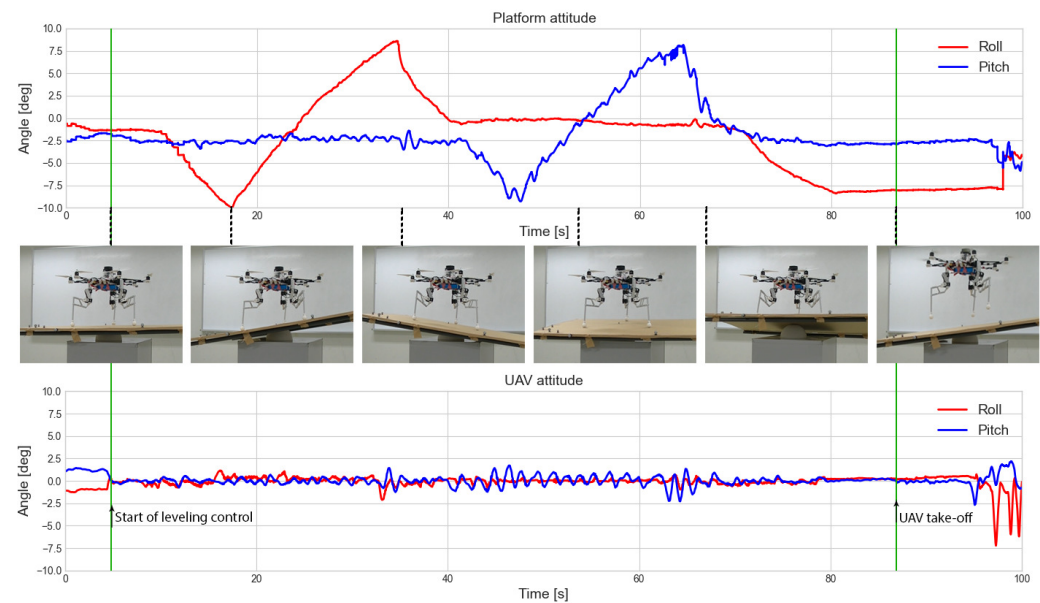 Platform attitude
10.0
7.5
5.0
2.5
0.0
-2.5
-5.0
-7.5
-10.0
Angle [deg]
Roll
Pitch
0 20 40 60 80 100
Time [s]
UAV attitude
10.0
7.5
5.0
2.5
0.0
-2.5
-5.0
-7.5
-10.0
Angle [deg]
Roll
Pitch
Start of leveling control
UAV take-off
0 20 40 60 80 100
Time [s]